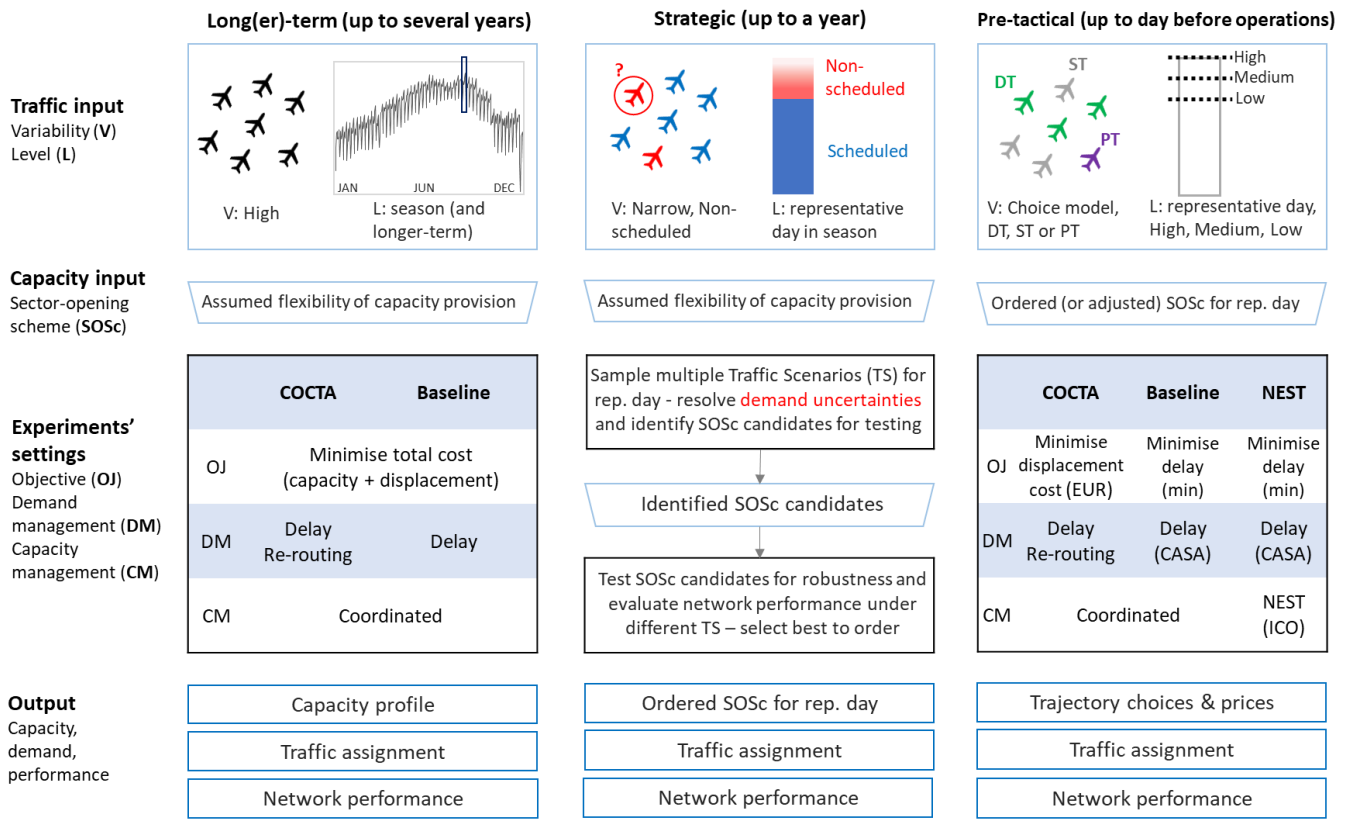 Long(er)-term (up to several years)
Strategic (up to a year)
Pre-tactical (up to day before operations)
Traffic input
Variability (V)
Level (L)
JAN
JUN
DEC
V: High
L: season (and
longer-term)
?
Non-
scheduled
Scheduled
V: Narrow, Non-
scheduled
L: representative
day in season
DT
ST
PT
High
Medium
Low
V: Choice model,
DT, ST or PT
L: representative day,
High, Medium, Low
Capacity input
Sector-opening
scheme (SOSc)
Assumed flexibility of capacity provision
Assumed flexibility of capacity provision
Ordered (or adjusted) SOSc for rep. day
Experiments’
settings
Objective (OJ)
Demand
management (DM)
Capacity
management (CM)
COCTA
Baseline
OJ
Minimise total cost
(capacity + displacement)
DM
Delay
Re-routing
Delay
CM
Coordinated
Sample multiple Traffic Scenarios (TS) for
rep. day - resolve demand uncertainties
and identify SOSc candidates for testing
Identified SOSc candidates
Test SOSc candidates for robustness and
evaluate network performance under
different TS – select best to order
COCTA
Baseline
NEST
OJ
Minimise
displacement
cost (EUR)
Minimise
delay
(min)
Minimise
delay
(min)
DM
Delay
Re-routing
Delay
(CASA)
Delay
(CASA)
CM
Coordinated
NEST
(ICO)
Output
Capacity,
demand,
performance
Capacity profile
Traffic assignment
Network performance
Ordered SOSc for rep. day
Traffic assignment
Network performance
Trajectory choices & prices
Traffic assignment
Network performance